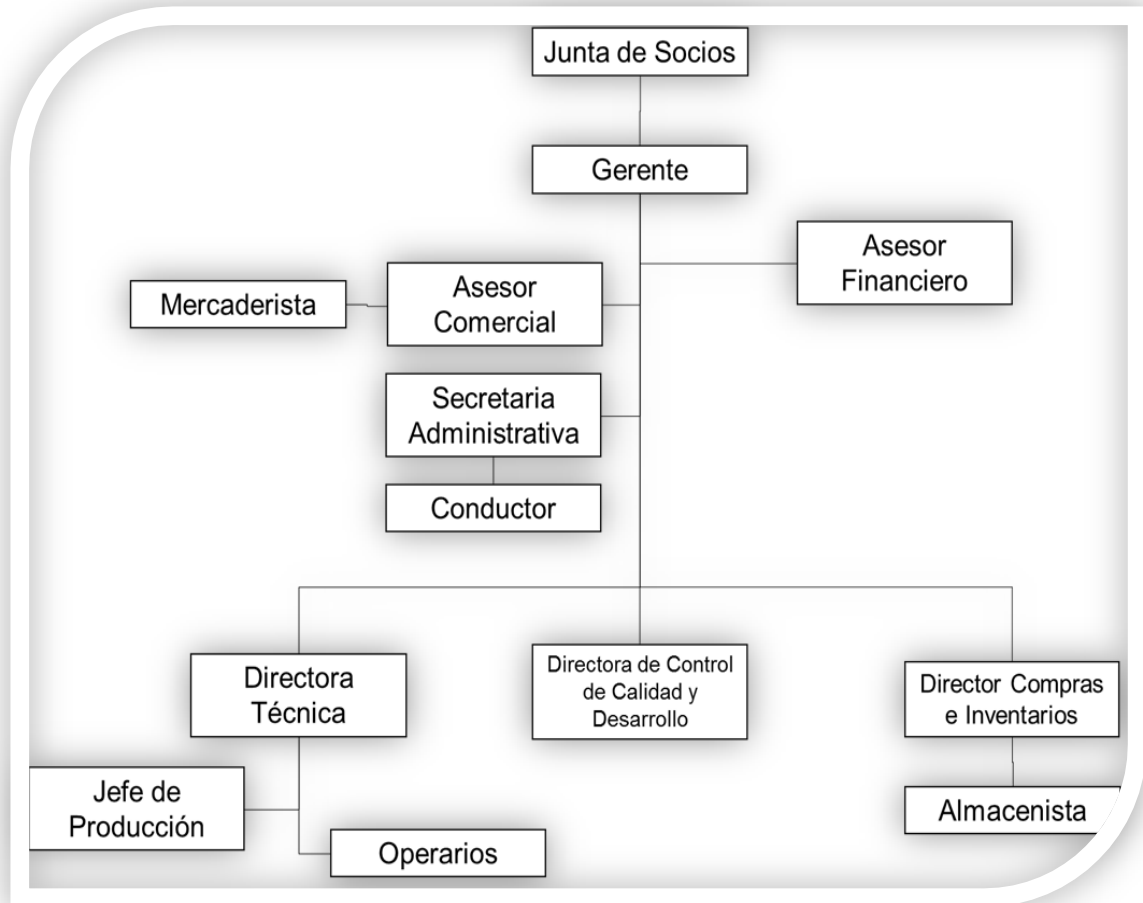 Junta de Socios
Gerente
Asesor
Financiero
Asesor
Comercial
Mercaderista
Secretaria
Administrativa
Conductor
Directora
Técnica
Directora de Control
de Calidad y
Desarrollo
Director Compras
e Inventarios
Jefe de
Producción
Operarios
Almacenista